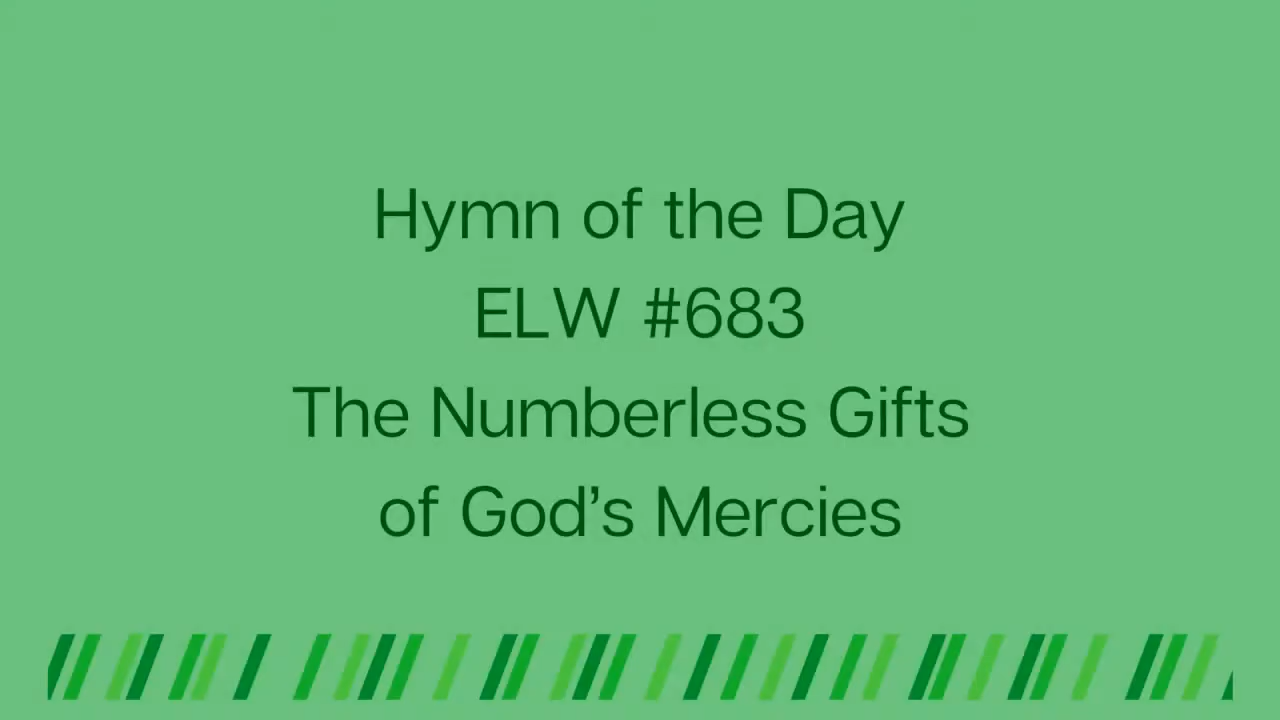 Hymn of the Day
ELW #683
The Numberless Gifts
of God’s Mercies